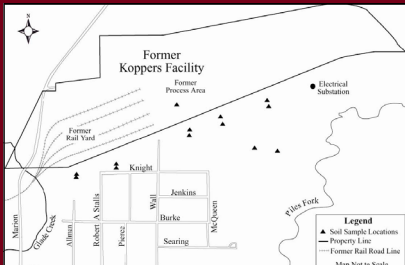 Former
Koppers Facility
Former
Process Area
Electrical
Substation
Former
Rail Yard
Knight
Jenkins
Burke
Searing
Marion
Glade Creek
Allman
Robert A Stalls
Pierce
Wall
McQueen
Piles Fork
Legend
Soil Sample Locations
Property Line
Former Rail Road Line
Map Not to Scale